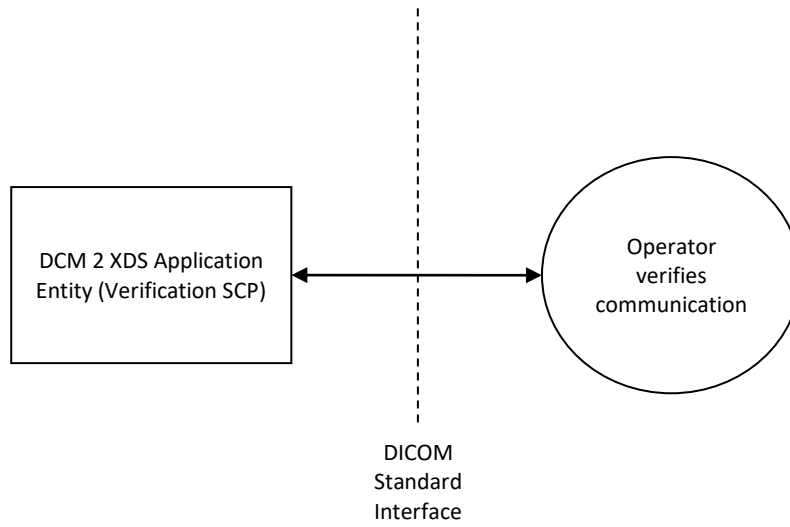 DCM 2 XDS Application
Entity (Verification SCP)
Operator
verifies
communication
DICOM
Standard
Interface